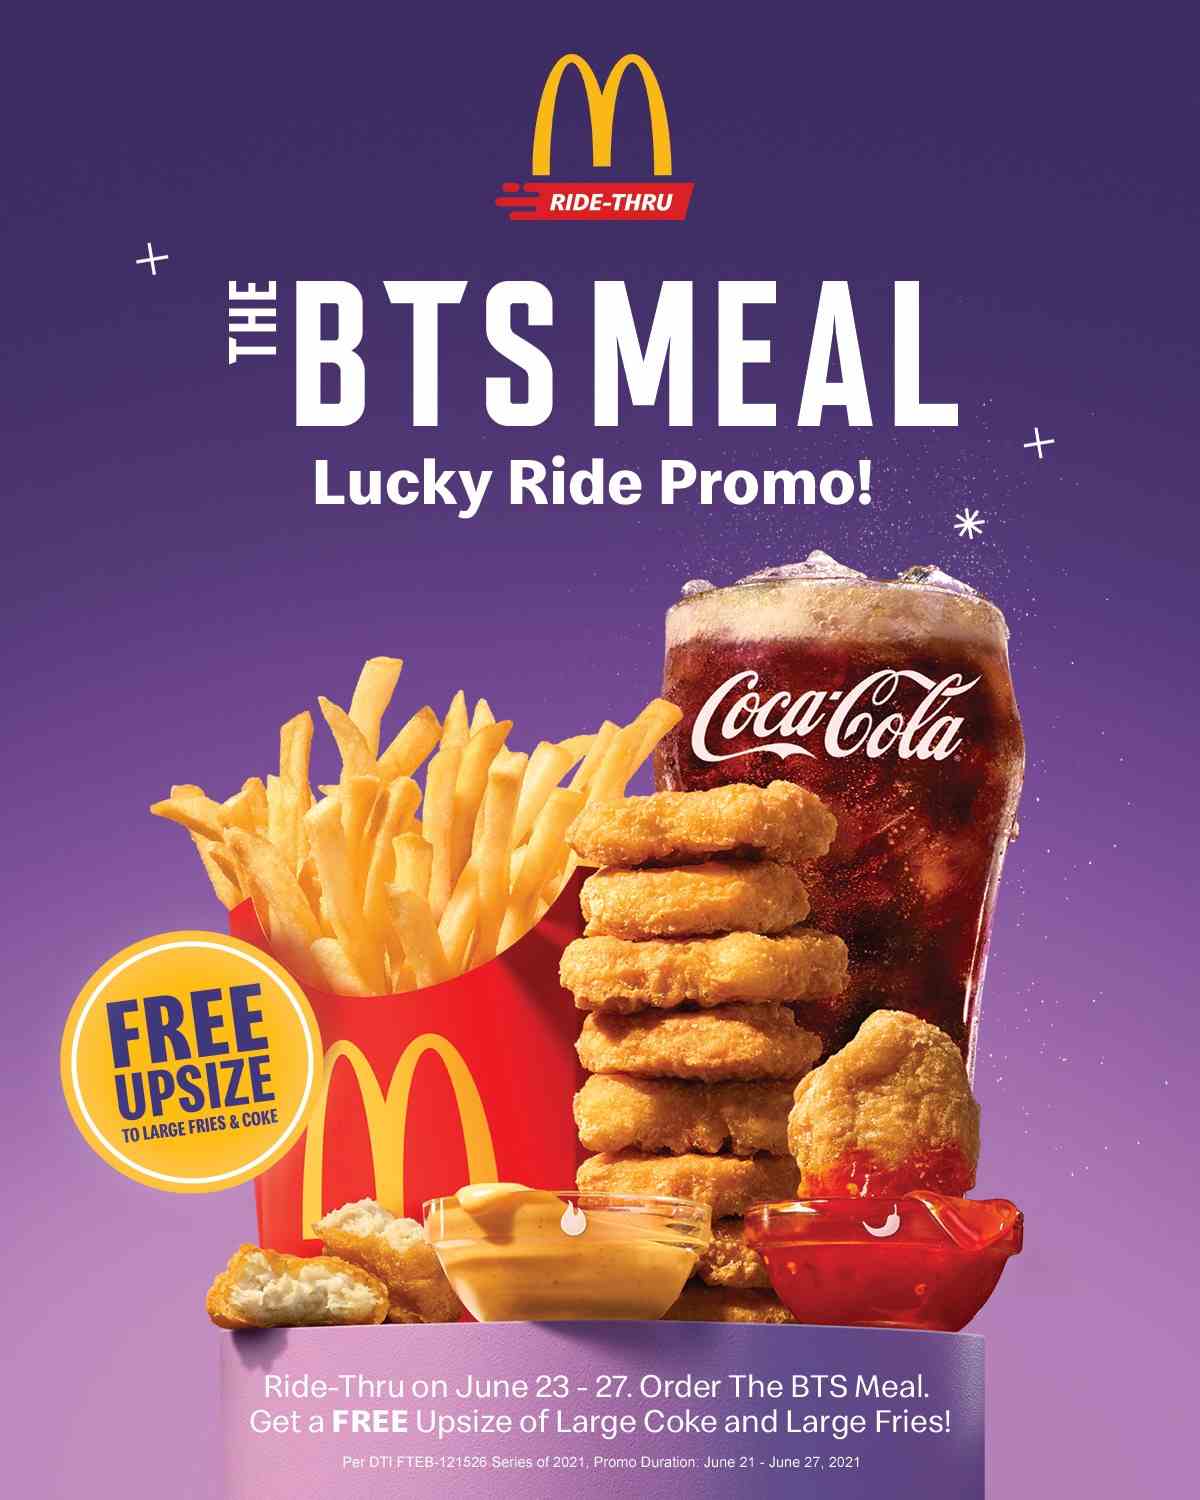 RIDE-THRU
THE BTS MEAL
Lucky Ride Promo!
Coca-Cola
FREE
UPSIZE
TO LARGE FRIES & COKE
Ride-Thru on June 23 - 27. Order The BTS Meal.
Get a FREE Upsize of Large Coke and Large Fries!
Per DTI FTEB-121526 Series of 2021, Promo Duration: June 21 - June 27, 2021